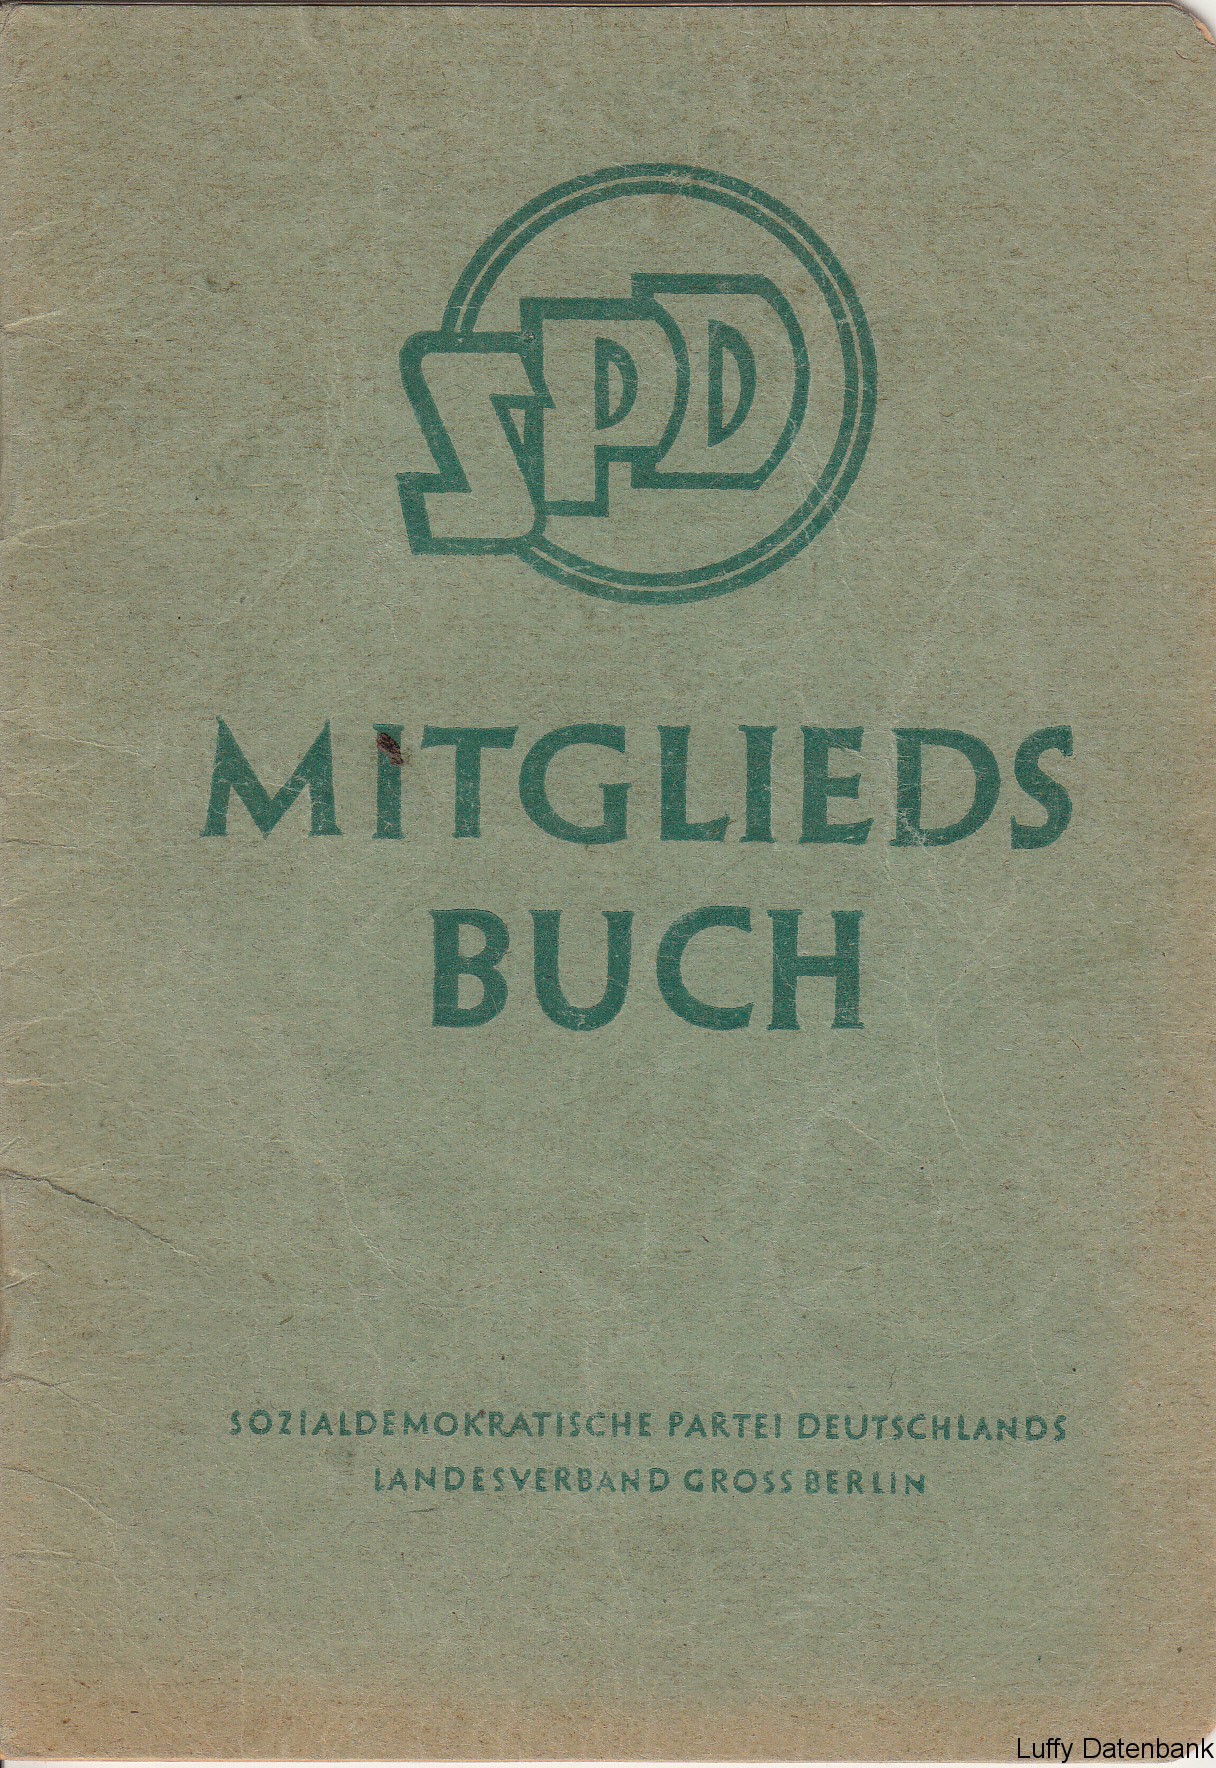 SPD
MITGLIEDS
BUCH
SOZIALDEMOKRATISCHE PARTEI DEUTSCHLANDS
LANDESVERBAND GROSS BERLIN
Luffy Datenbank